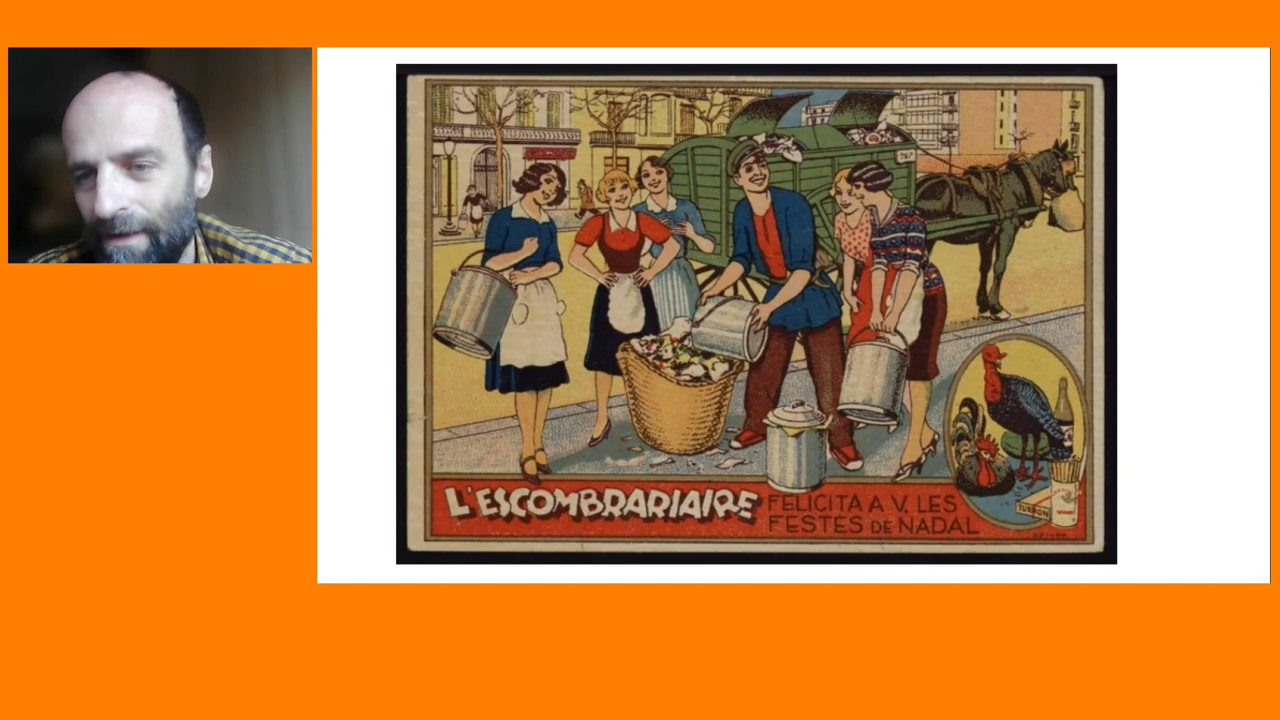 L'ESCOMBRARIAIRE
FELICITA A V. LES
FESTES DE NADAL
TURRON